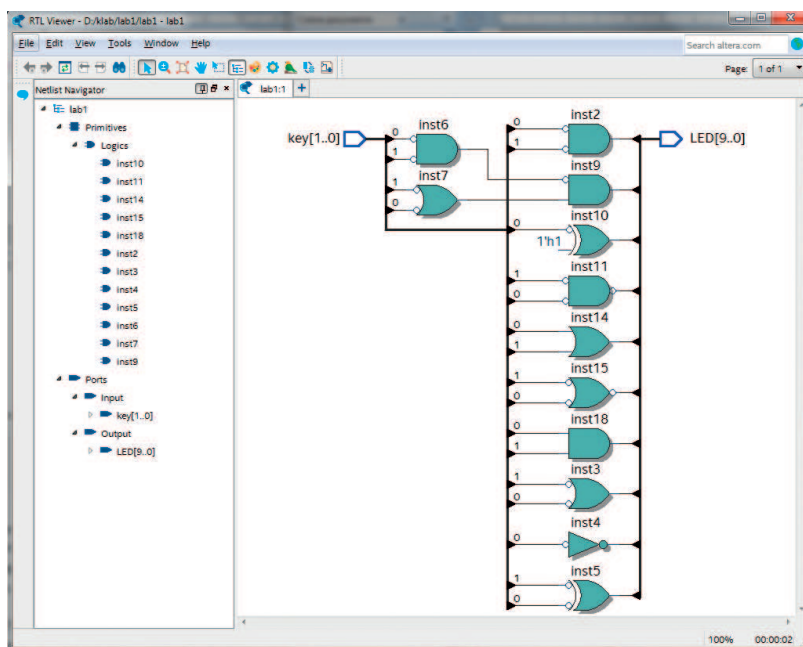 RTL Viewer - D:/klab/lab1/lab1 - lab1
File Edit View Tools Window Help
Search altera.com
Page: 1 of 1
Netlist Navigator
lab1:1
lab1
Primitives
Logics
inst10
inst11
inst14
inst15
inst18
inst2
inst3
inst4
inst5
inst6
inst7
inst9
Ports
Input
key[1..0]
Output
LED[9..0]
key[1..0]
0
1
inst6
1
0
inst7
0
1
inst2
LED[9..0]
inst9
0
1'h1
inst10
1
0
inst11
0
1
inst14
1
0
inst15
0
1
inst18
1
0
inst3
0
inst4
1
0
inst5
100% 00:00:02